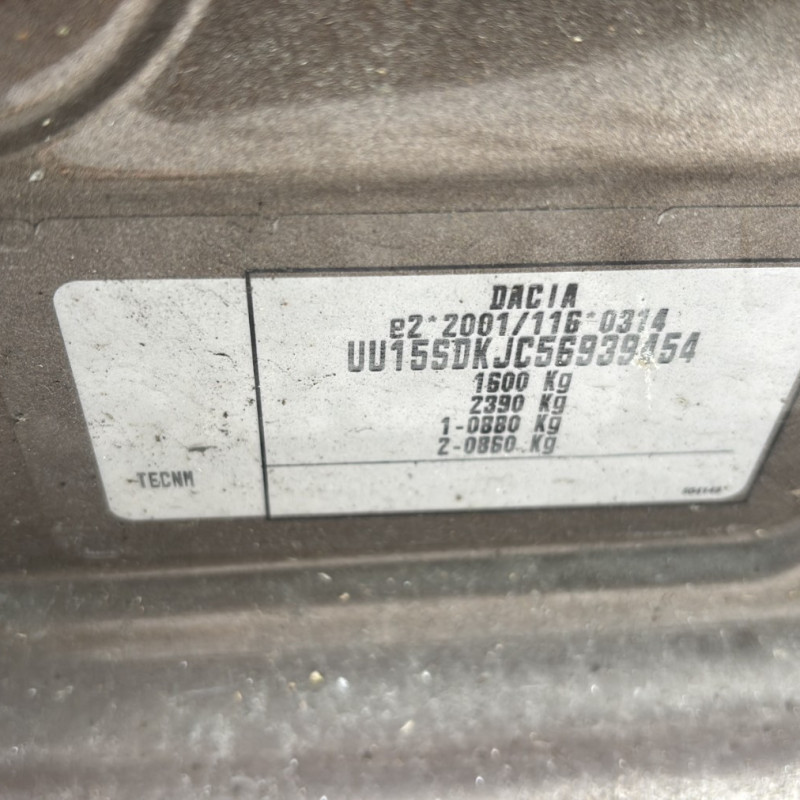 DACIA
e2*2001/116*0314
UU15SDKJC56939454
1600 Kg
2390 Kg
1-0880 Kg
2-0860 Kg
TECNM